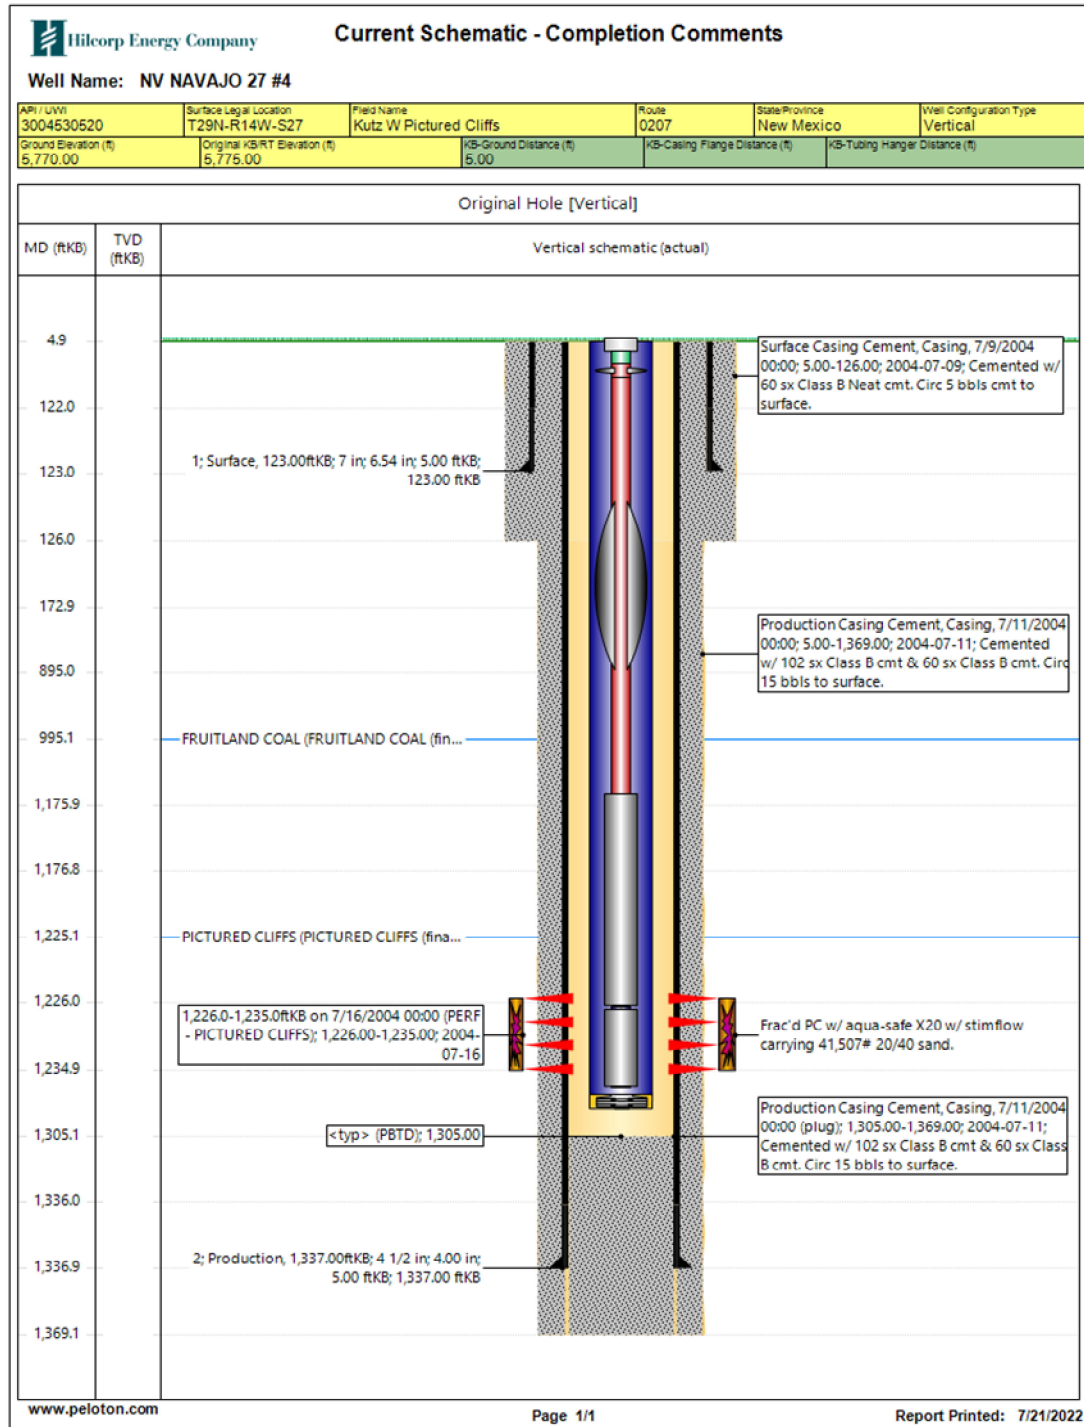 Hilcorp Energy Company
Current Schematic - Completion Comments
Well Name: NV NAVAJO 27 #4
API / UWI
3004530520
Surface Legal Location
T29N-R14W-S27
Field Name
Kutz W Pictured Cliffs
Route
0207
State/Province
New Mexico
Well Configuration Type
Vertical
Ground Elevation (ft)
5,770.00
Original KB/RT Elevation (ft)
5,775.00
KB-Ground Distance (ft)
5.00
KB-Casing Flange Distance (ft)
KB-Tubing Hanger Distance (ft)
Original Hole [Vertical]
MD (ftKB)
TVD
(ftKB)
Vertical schematic (actual)
4.9
Surface Casing Cement, Casing, 7/9/2004
00:00; 5.00-126.00; 2004-07-09; Cemented w/
60 sx Class B Neat cmt. Circ 5 bbls cmt to
surface.
122.0
1; Surface, 123.00ftKB; 7 in; 6.54 in; 5.00 ftKB;
123.00 ftKB
123.0
126.0
172.9
Production Casing Cement, Casing, 7/11/2004
00:00; 5.00-1,369.00; 2004-07-11; Cemented
w/ 102 sx Class B cmt & 60 sx Class B cmt. Circ
15 bbls to surface.
895.0
995.1
FRUITLAND COAL (FRUITLAND COAL (fin...
1,175.9
1,176.8
1,225.1
PICTURED CLIFFS (PICTURED CLIFFS (fina...
1,226.0
1,226.0-1,235.0ftKB on 7/16/2004 00:00 (PERF
- PICTURED CLIFFS); 1,226.00-1,235.00; 2004-
07-16
Frac'd PC w/ aqua-safe X20 w/ stimflow
carrying 41,507# 20/40 sand.
1,234.9
<typ> (PBTD); 1,305.00
1,305.1
Production Casing Cement, Casing, 7/11/2004
00:00 (plug); 1,305.00-1,369.00; 2004-07-11;
Cemented w/ 102 sx Class B cmt & 60 sx Class
B cmt. Circ 15 bbls to surface.
1,336.0
2; Production, 1,337.00ftKB; 4 1/2 in; 4.00 in;
5.00 ftKB; 1,337.00 ftKB
1,336.9
1,369.1
www.peloton.com
Page 1/1
Report Printed: 7/21/2022